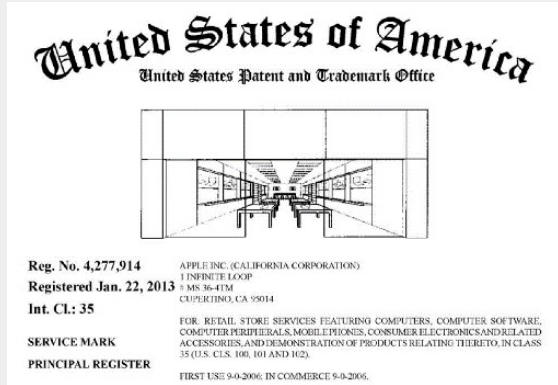 United States of America
United States Patent and Trademark Office
Reg. No. 4,277,914
Registered Jan. 22, 2013
Int. Cl.: 35
SERVICE MARK
PRINCIPAL REGISTER
APPLE INC. (CALIFORNIA CORPORATION)
1 INFINITE LOOP
# MS 36-4TM
CUPERTINO, CA 95014
FOR: RETAIL STORE SERVICES FEATURING COMPUTERS, COMPUTER SOFTWARE,
COMPUTER PERIPHERALS, MOBILE PHONES, CONSUMER ELECTRONICS AND RELATED
ACCESSORIES, AND DEMONSTRATION OF PRODUCTS RELATING THERETO, IN CLASS
35 (U.S. CLS. 100, 101 AND 102).
FIRST USE 9-0-2006; IN COMMERCE 9-0-2006.